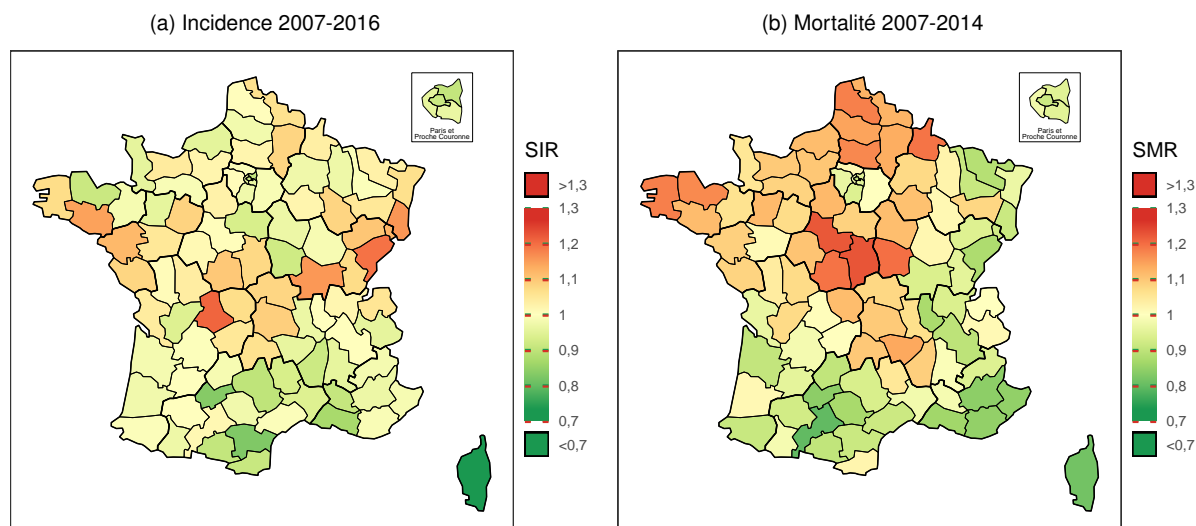 (a) Incidence 2007-2016
Paris et
Proche Couronne
SIR
>1,3
1,3
1,2
1,1
1
0,9
0,8
0,7
<0,7
(b) Mortalité 2007-2014
Paris et
Proche Couronne
SMR
>1,3
1,3
1,2
1,1
1
0,9
0,8
0,7
<0,7